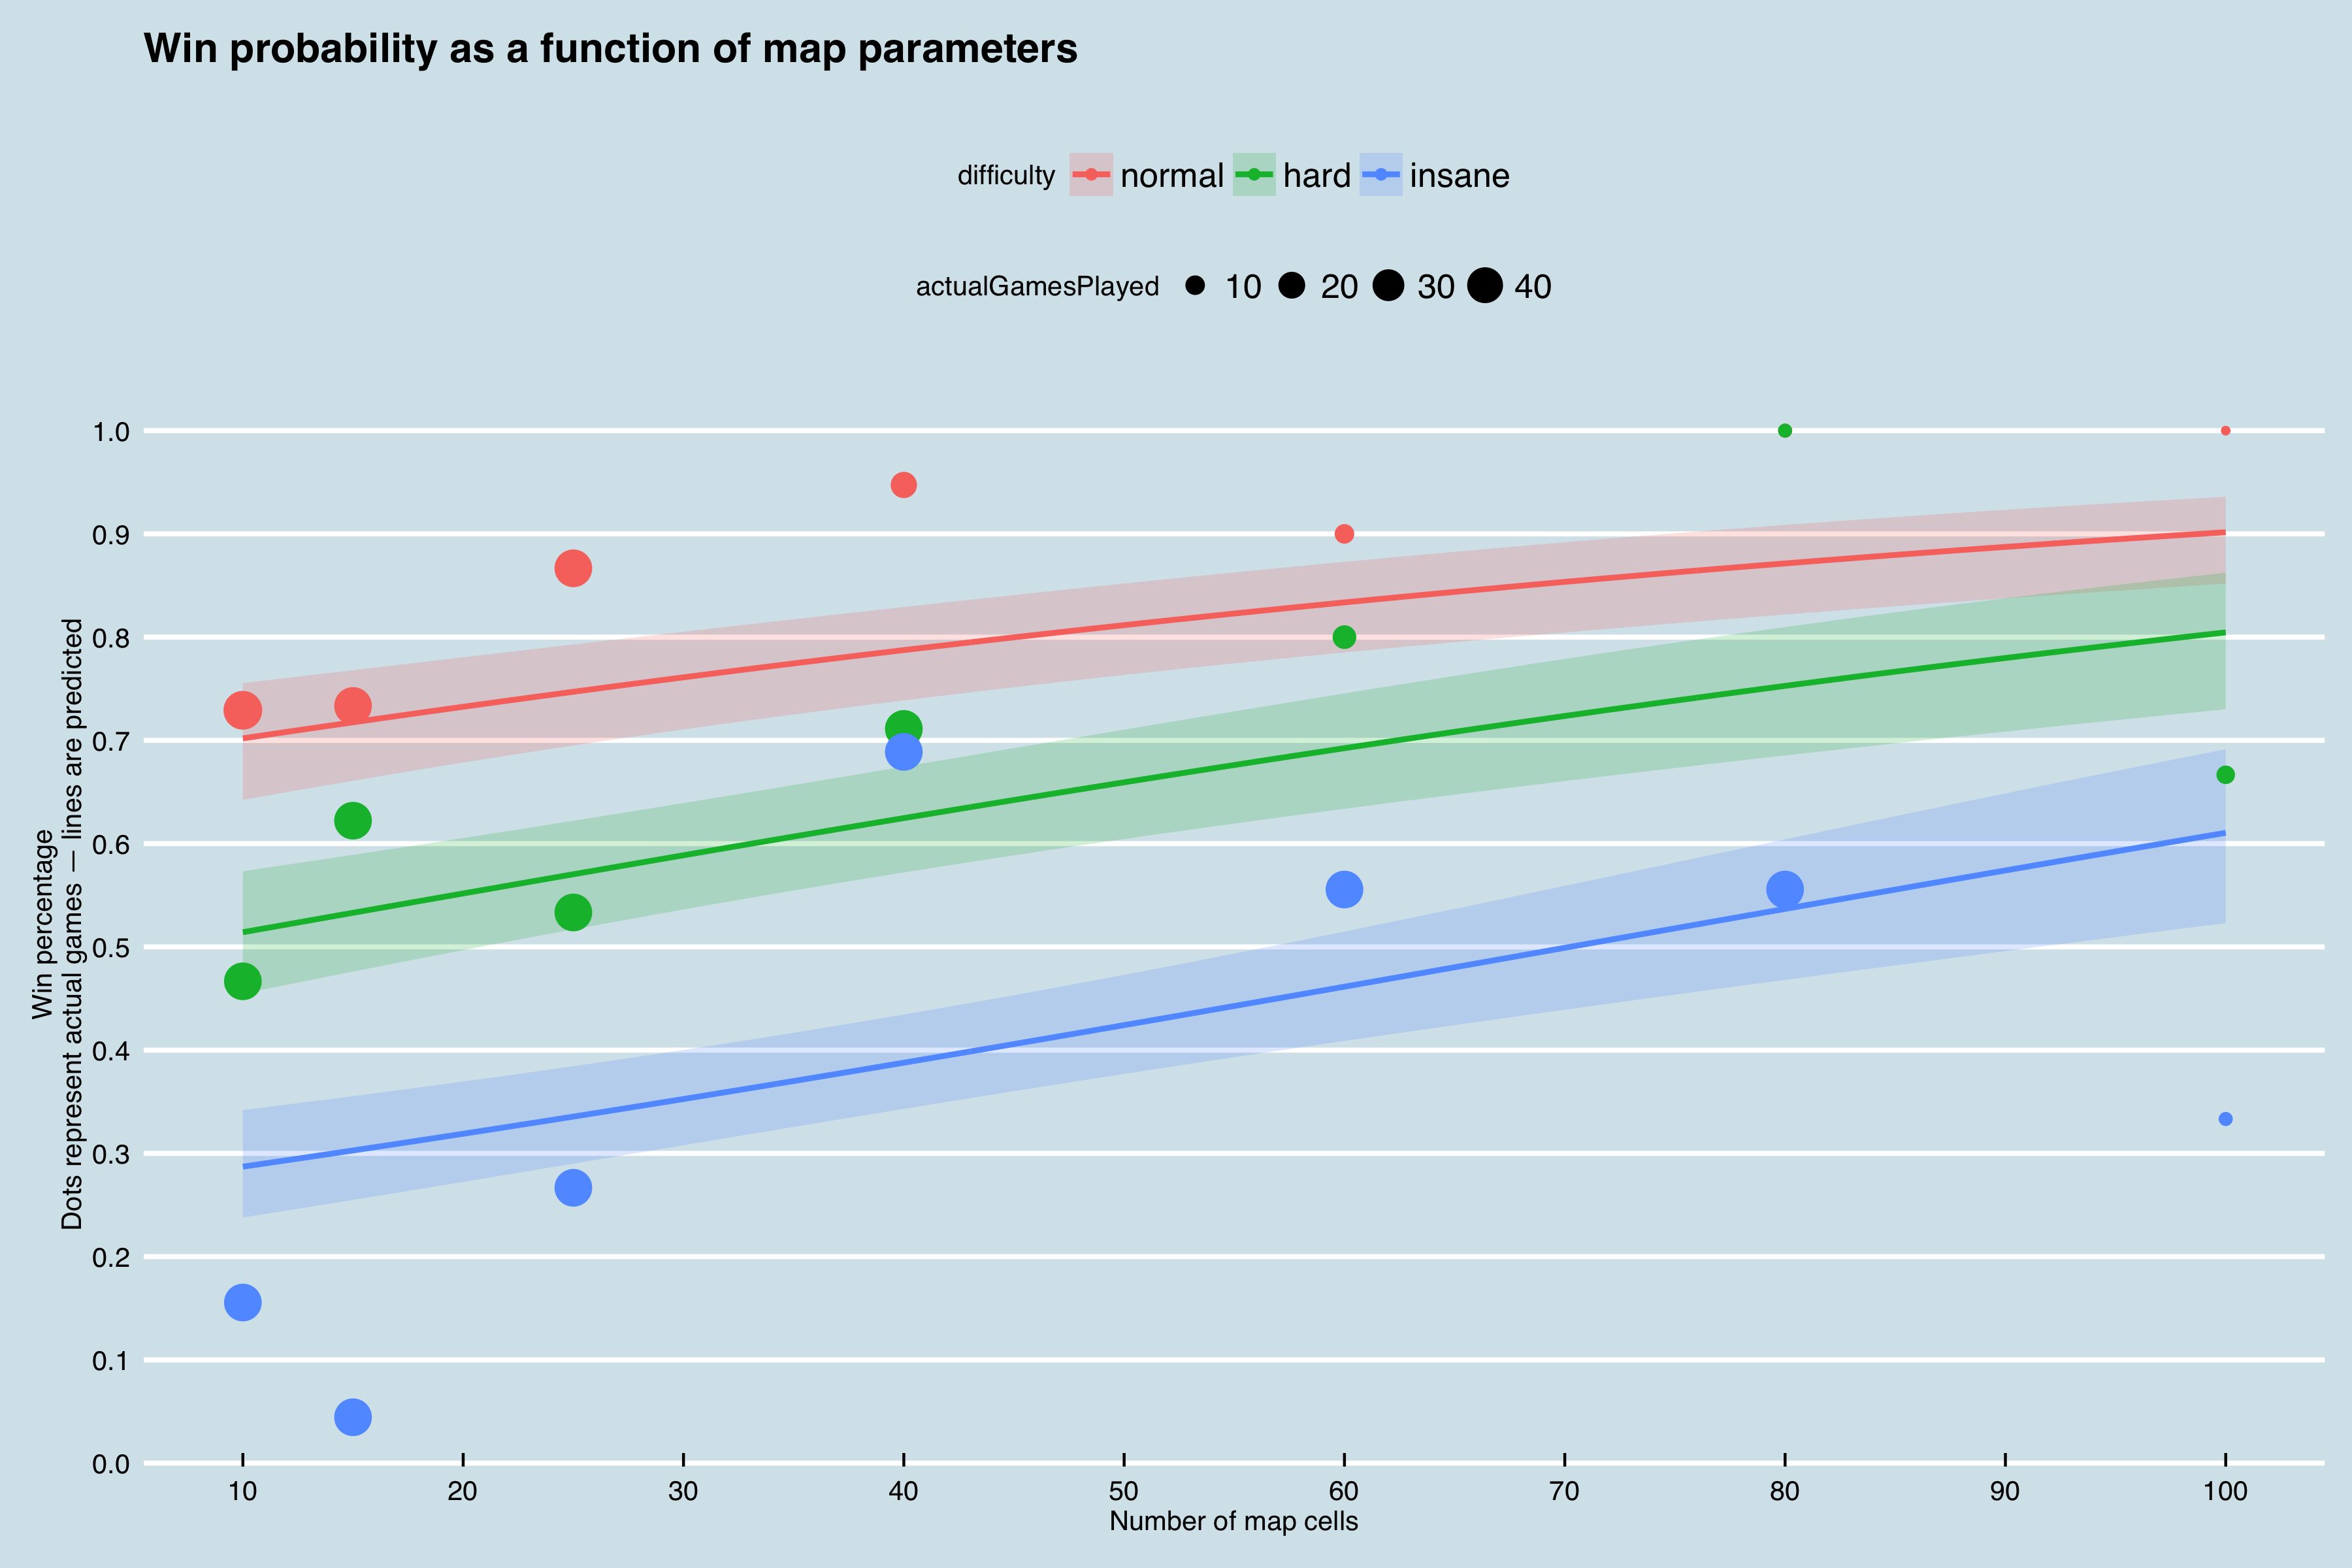 Win probability as a function of map parameters
difficulty normal hard insane
actualGamesPlayed 10 20 30 40
Win percentage
Dots represent actual games — lines are predicted
1.0
0.9
0.8
0.7
0.6
0.5
0.4
0.3
0.2
0.1
0.0
10 20 30 40 50 60 70 80 90 100
Number of map cells